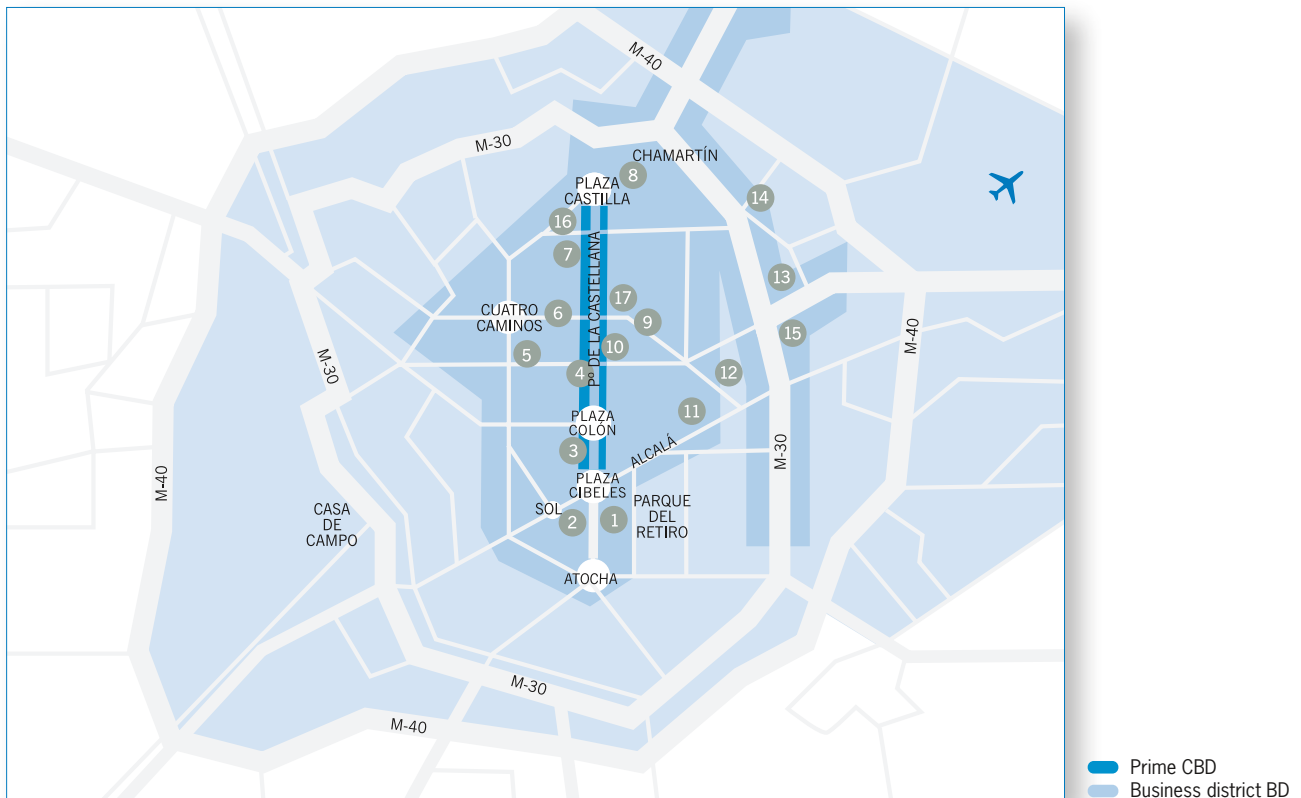 M-40
M-30
CHAMARTÍN
8
PLAZA
CASTILLA
14
16
7
Pº DE LA CASTELLANA
13
17
CUATRO
CAMINOS
6
9
15
M-40
10
5
M-30
4
12
11
PLAZA
COLÓN
3
ALCALÁ
M-30
M-40
PLAZA
CIBELES
SOL
2
1
PARQUE
DEL
RETIRO
CASA
DE
CAMPO
ATOCHA
M-30
M-40
Prime CBD
Business district BD